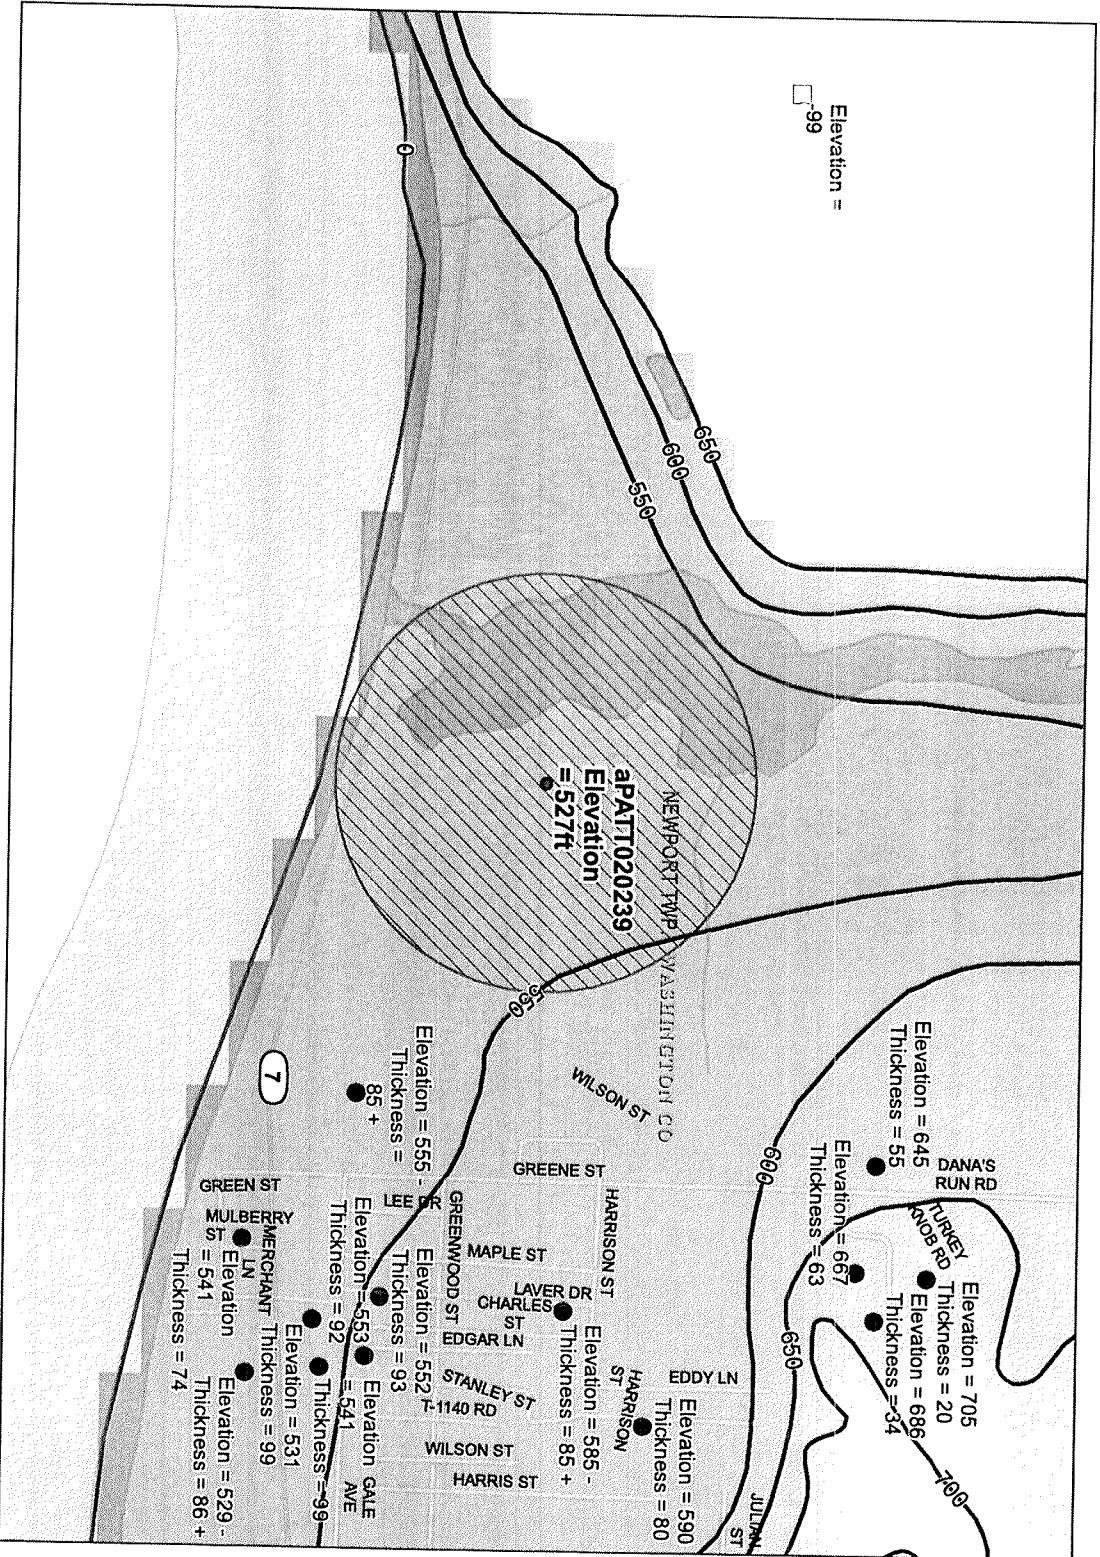 Elevation =
-99
0
650
600
550
aPATT020239
Elevation
= 527ft
NEWPORT TWP
WASHINGTON CO
550
600
650
700
7
Elevation = 645
Thickness = 55
DANA'S
RUN RD
TURKEY
KNOB RD
Elevation = 667
Thickness = 63
Elevation = 705
Thickness = 20
Elevation = 686
Thickness = 34
Elevation = 555 -
Thickness =
85 +
WILSON ST
GREENE ST
HARRISON ST
GREEN ST
LEE DR
GREENWOOD ST
MAPLE ST
LAVER DR
CHARLES
ST
EDGAR LN
MULBERRY
ST
MERCHANT
LN
Elevation
= 541
Thickness = 74
Elevation = 553
Thickness = 92
Elevation = 552
Thickness = 93
Elevation = 585 -
Thickness = 85 +
HARRISON
ST
EDDY LN
Elevation = 590
Thickness = 80
STANLEY ST
T-1140 RD
WILSON ST
HARRIS ST
JULIAN
ST
Elevation
= 541
Thickness = 99
GALE
AVE
Elevation = 531
Thickness = 99
Elevation = 529 -
Thickness = 86 +